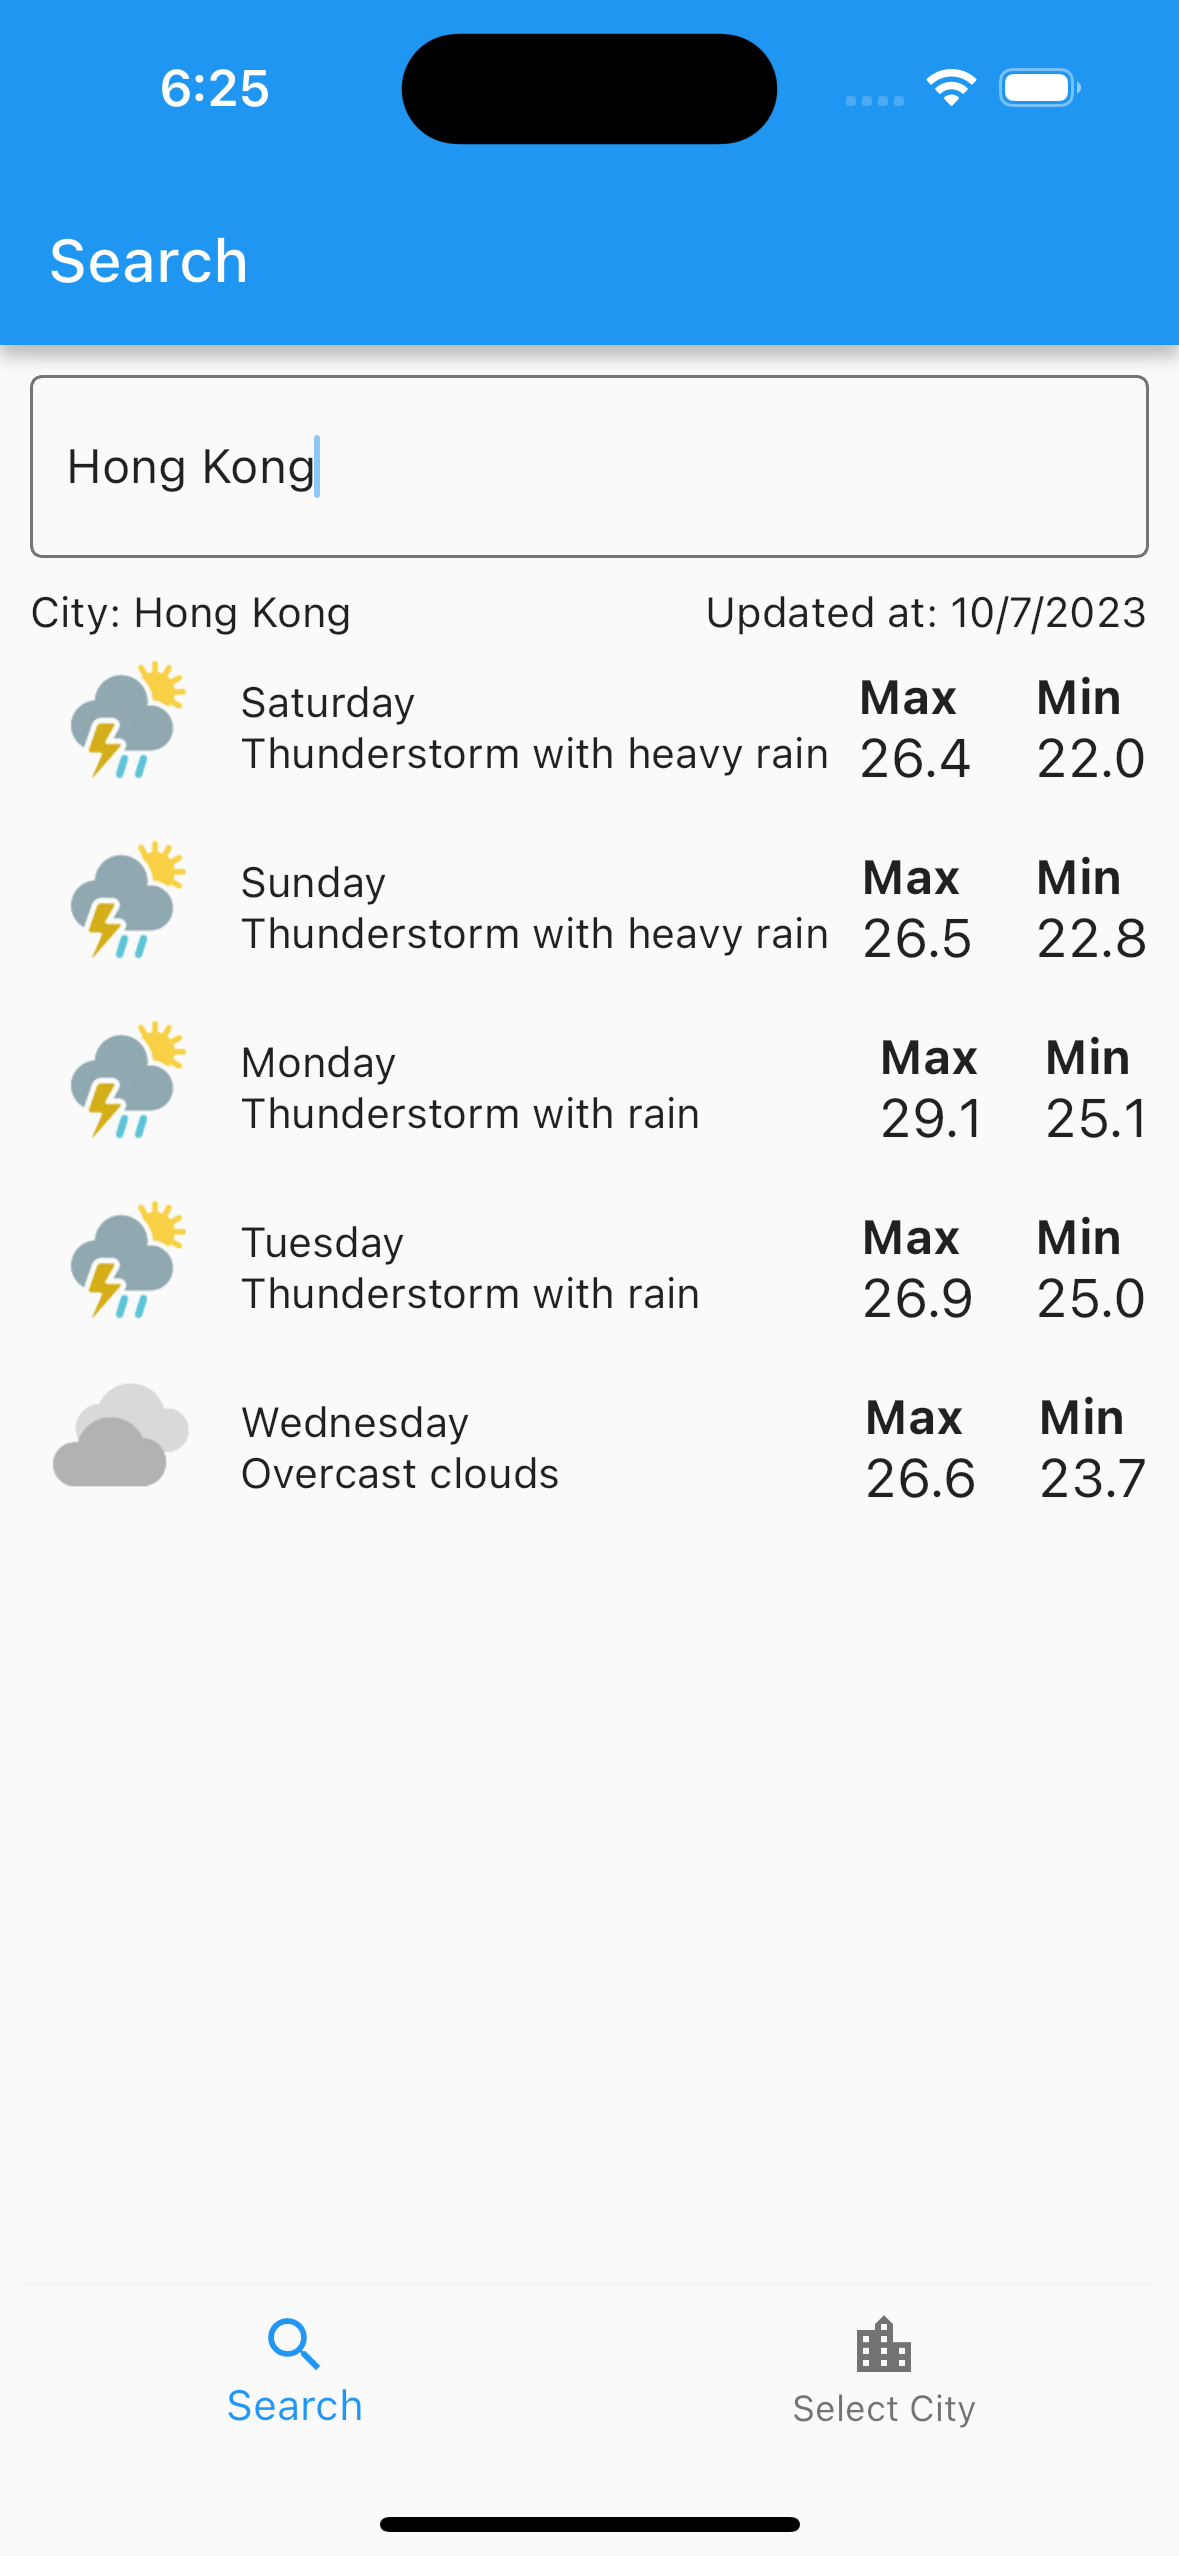 6:25
Search
Hong Kong
City: Hong Kong Updated at: 10/7/2023
Saturday Max Min
Thunderstorm with heavy rain 26.4 22.0
Sunday Max Min
Thunderstorm with heavy rain 26.5 22.8
Monday Max Min
Thunderstorm with rain 29.1 25.1
Tuesday Max Min
Thunderstorm with rain 26.9 25.0
Wednesday Max Min
Overcast clouds 26.6 23.7
Search Select City